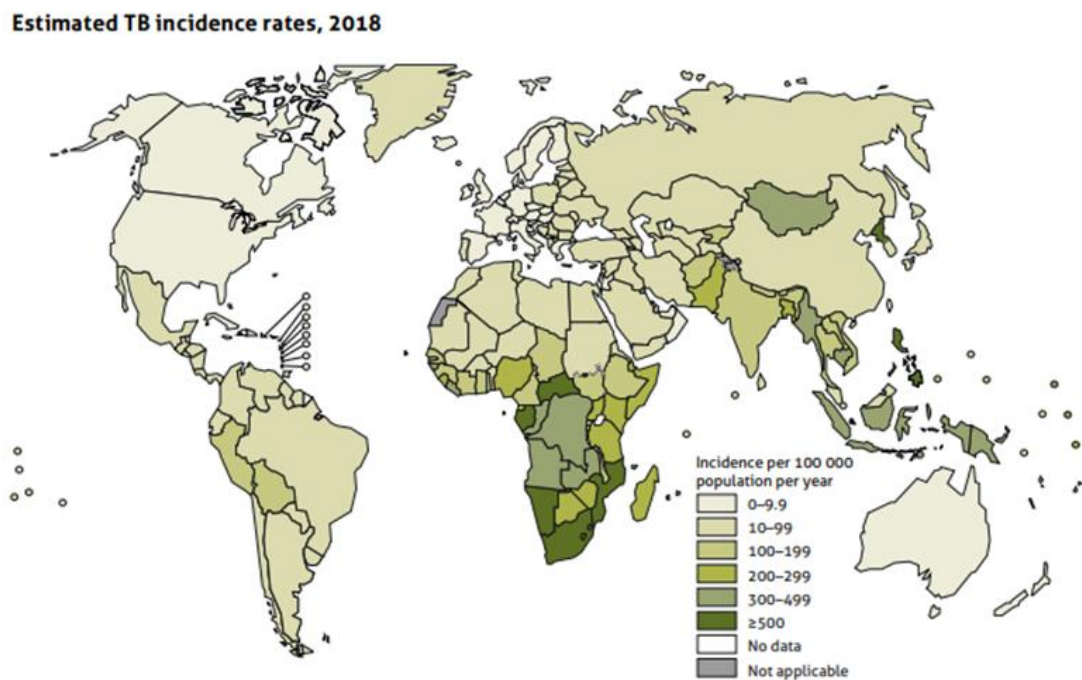 Estimated TB incidence rates, 2018
Incidence per 100 000
population per year
0–9.9
10–99
100–199
200–299
300–499
≥500
No data
Not applicable